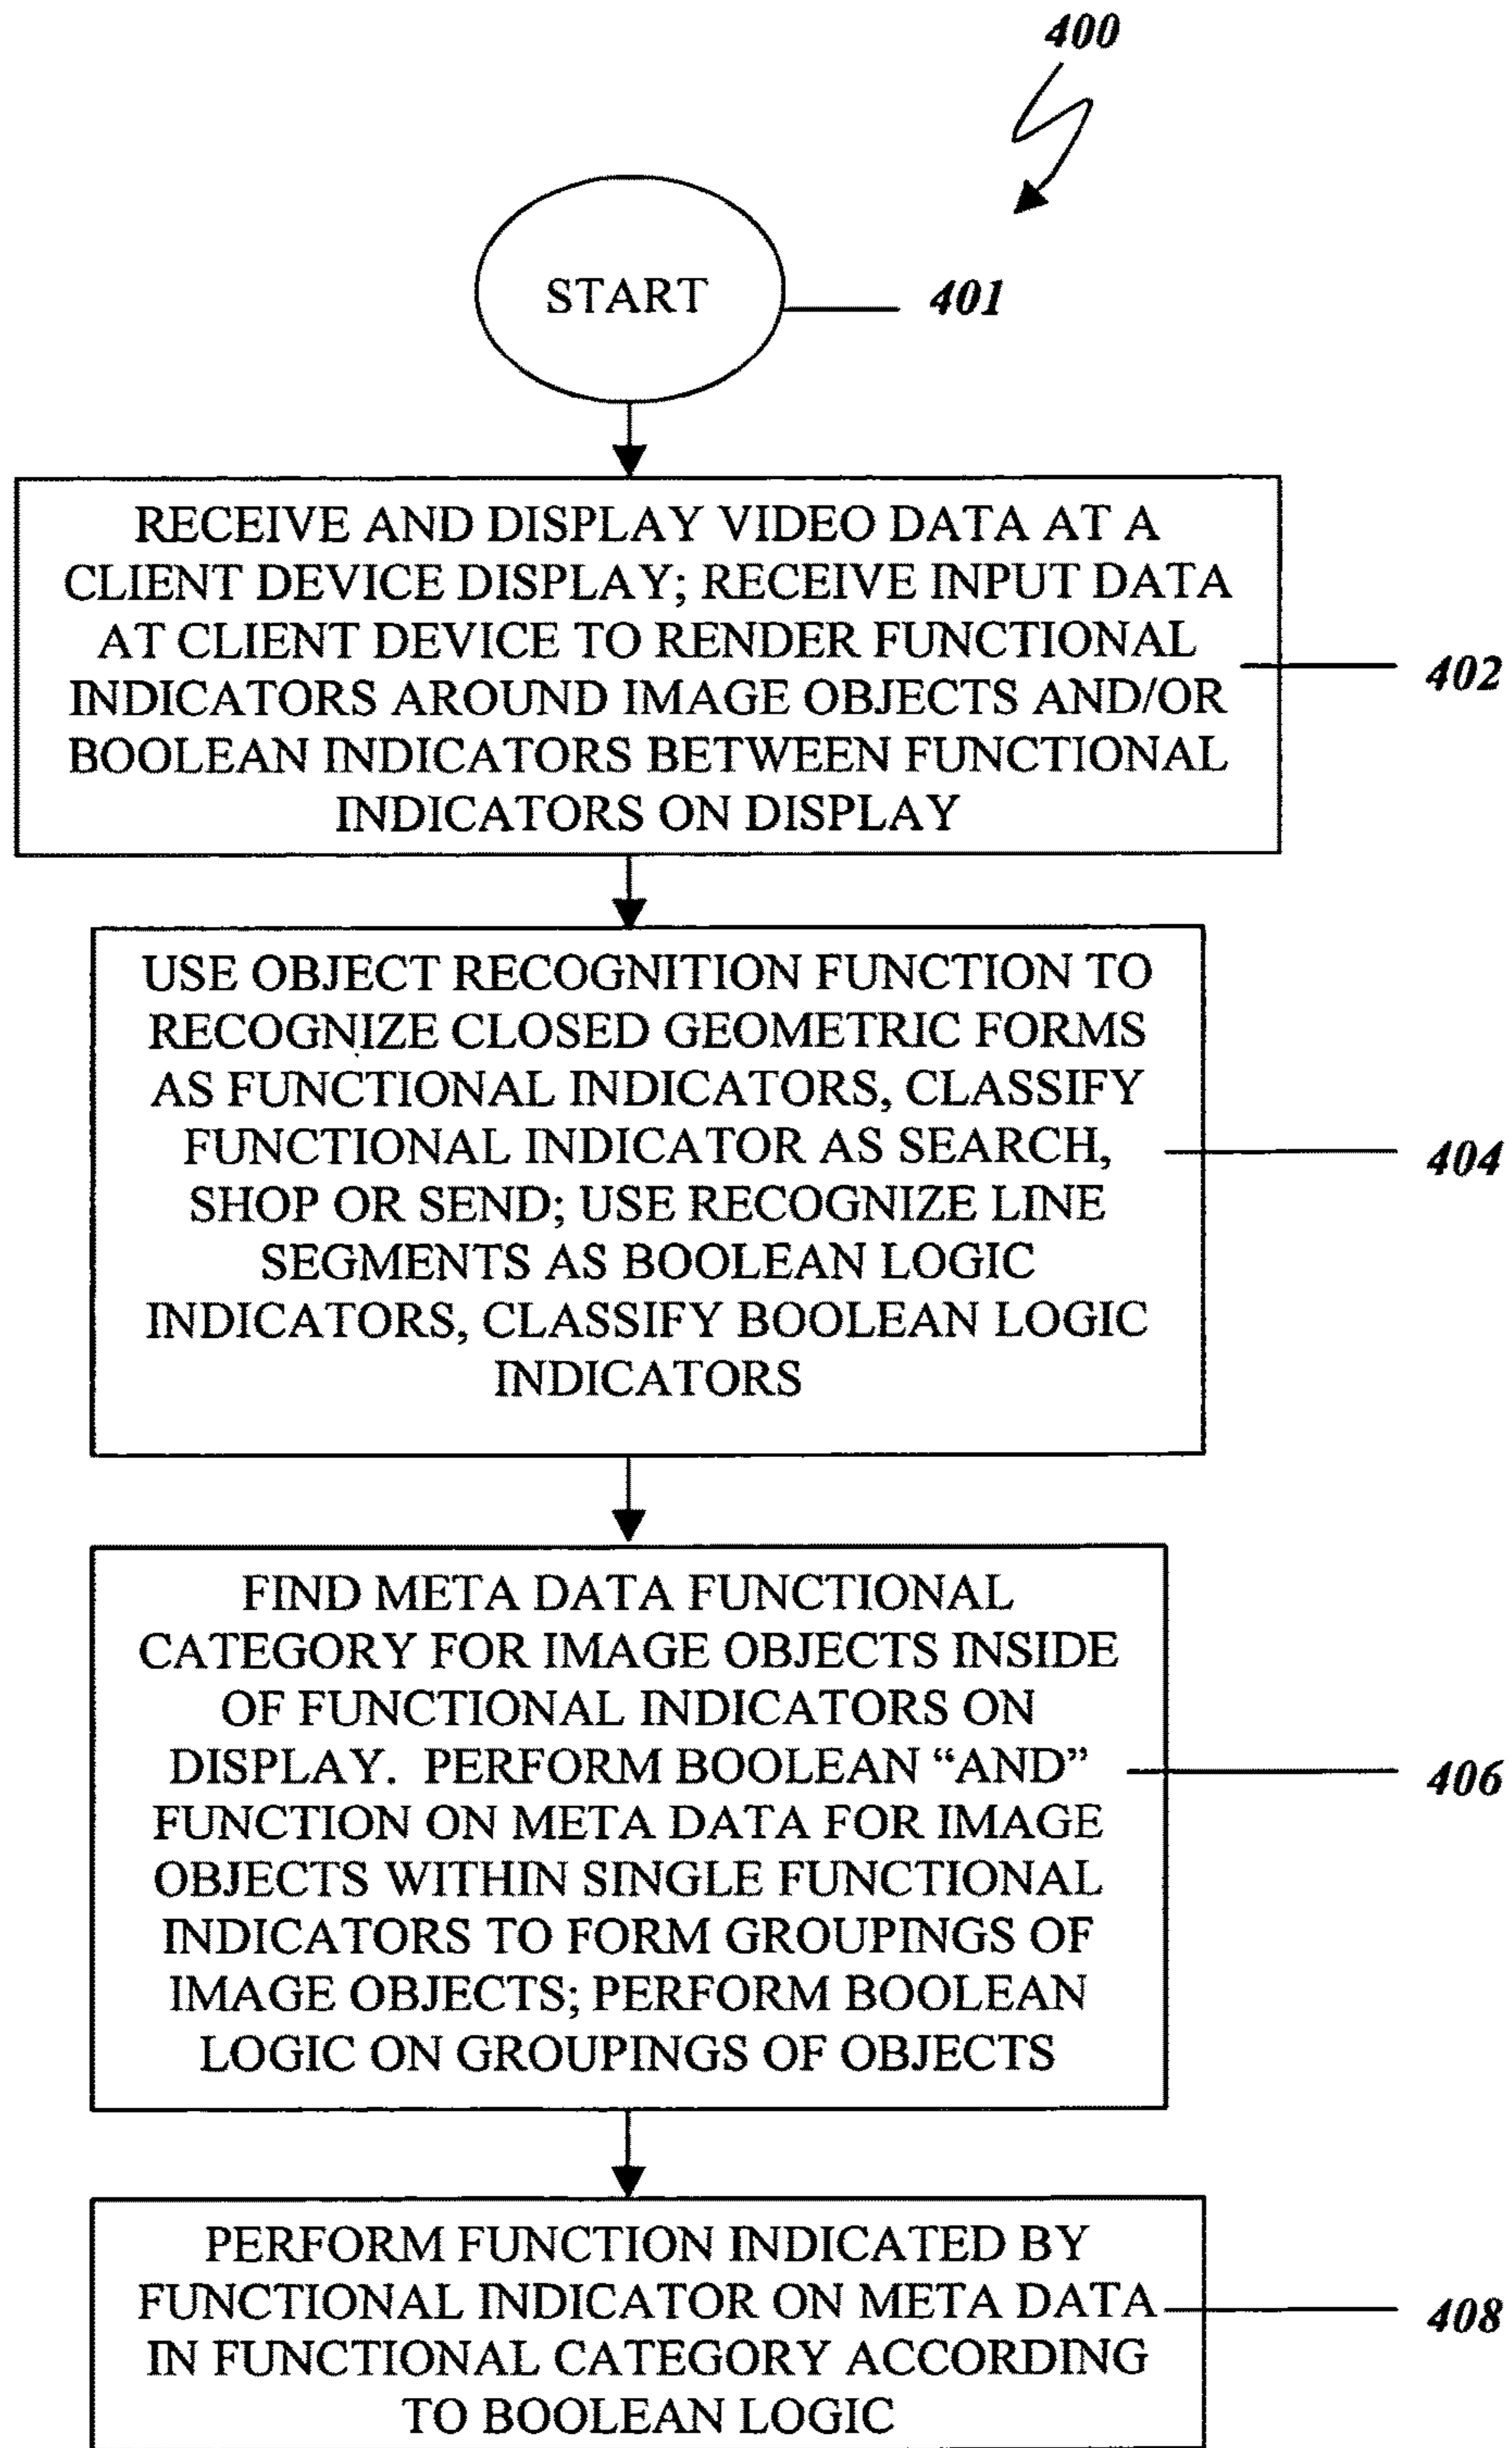 400
START
401
RECEIVE AND DISPLAY VIDEO DATA AT A
CLIENT DEVICE DISPLAY; RECEIVE INPUT DATA
AT CLIENT DEVICE TO RENDER FUNCTIONAL
INDICATORS AROUND IMAGE OBJECTS AND/OR
BOOLEAN INDICATORS BETWEEN FUNCTIONAL
INDICATORS ON DISPLAY
402
USE OBJECT RECOGNITION FUNCTION TO
RECOGNIZE CLOSED GEOMETRIC FORMS
AS FUNCTIONAL INDICATORS, CLASSIFY
FUNCTIONAL INDICATOR AS SEARCH,
SHOP OR SEND; USE RECOGNIZE LINE
SEGMENTS AS BOOLEAN LOGIC
INDICATORS, CLASSIFY BOOLEAN LOGIC
INDICATORS
404
FIND META DATA FUNCTIONAL
CATEGORY FOR IMAGE OBJECTS INSIDE
OF FUNCTIONAL INDICATORS ON
DISPLAY. PERFORM BOOLEAN “AND”
FUNCTION ON META DATA FOR IMAGE
OBJECTS WITHIN SINGLE FUNCTIONAL
INDICATORS TO FORM GROUPINGS OF
IMAGE OBJECTS; PERFORM BOOLEAN
LOGIC ON GROUPINGS OF OBJECTS
406
PERFORM FUNCTION INDICATED BY
FUNCTIONAL INDICATOR ON META DATA
IN FUNCTIONAL CATEGORY ACCORDING
TO BOOLEAN LOGIC
408